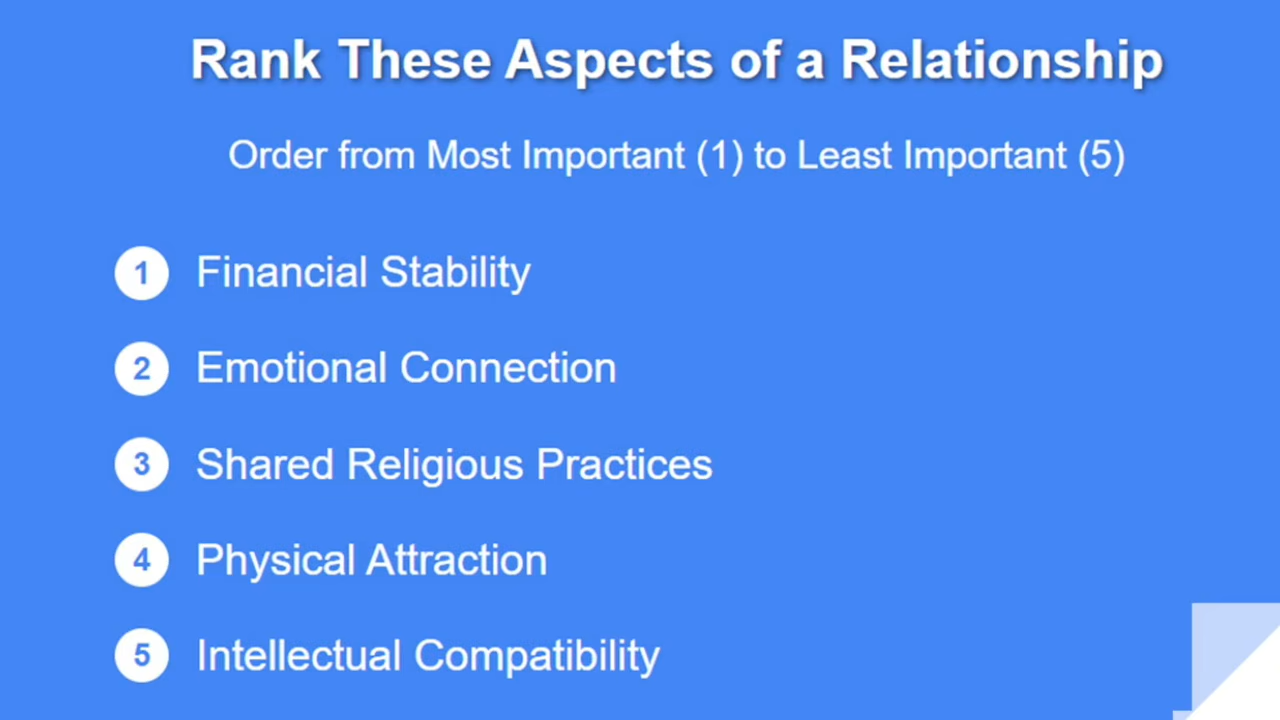 Rank These Aspects of a Relationship
Order from Most Important (1) to Least Important (5)
1 Financial Stability
2 Emotional Connection
3 Shared Religious Practices
4 Physical Attraction
5 Intellectual Compatibility